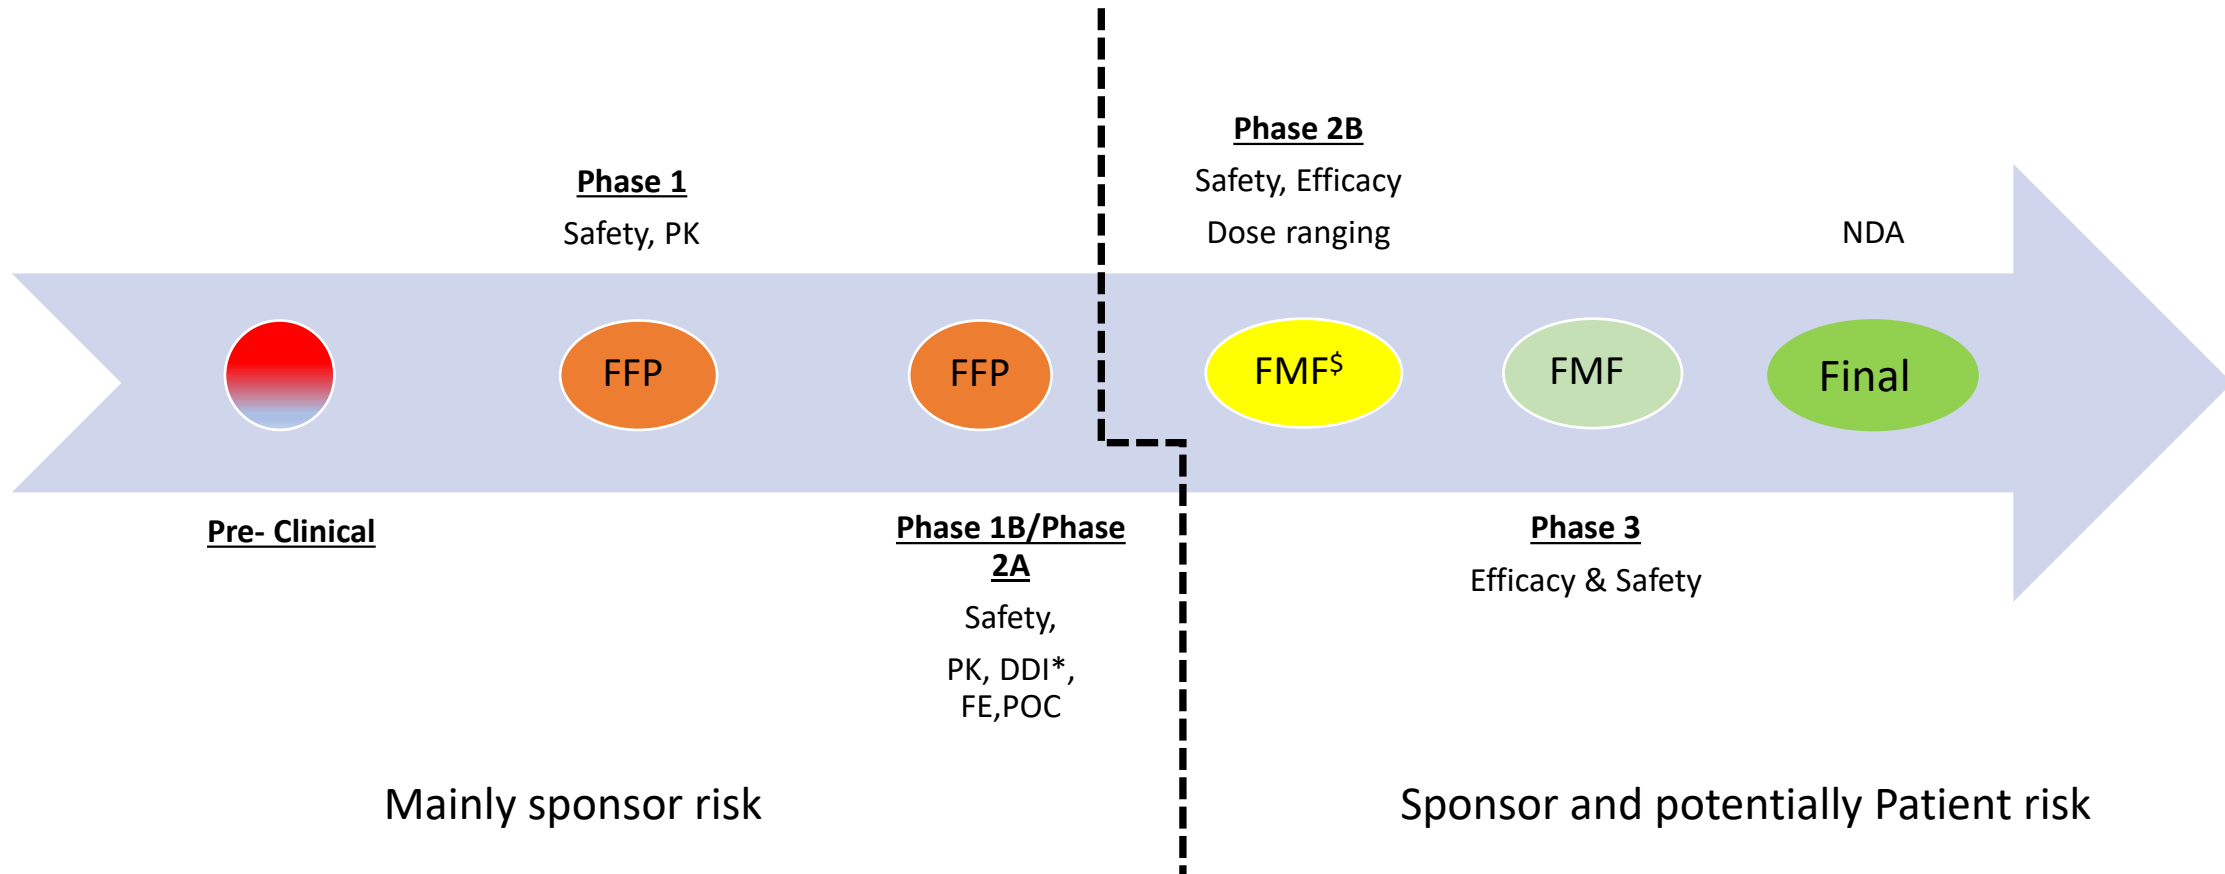 Phase 1
Safety, PK
Phase 2B
Safety, Efficacy
Dose ranging
NDA
FFP
FFP
FMF$
FMF
Final
Pre- Clinical
Phase 1B/Phase
2A
Safety,
PK, DDI*,
FE,POC
Phase 3
Efficacy & Safety
Mainly sponsor risk
Sponsor and potentially Patient risk